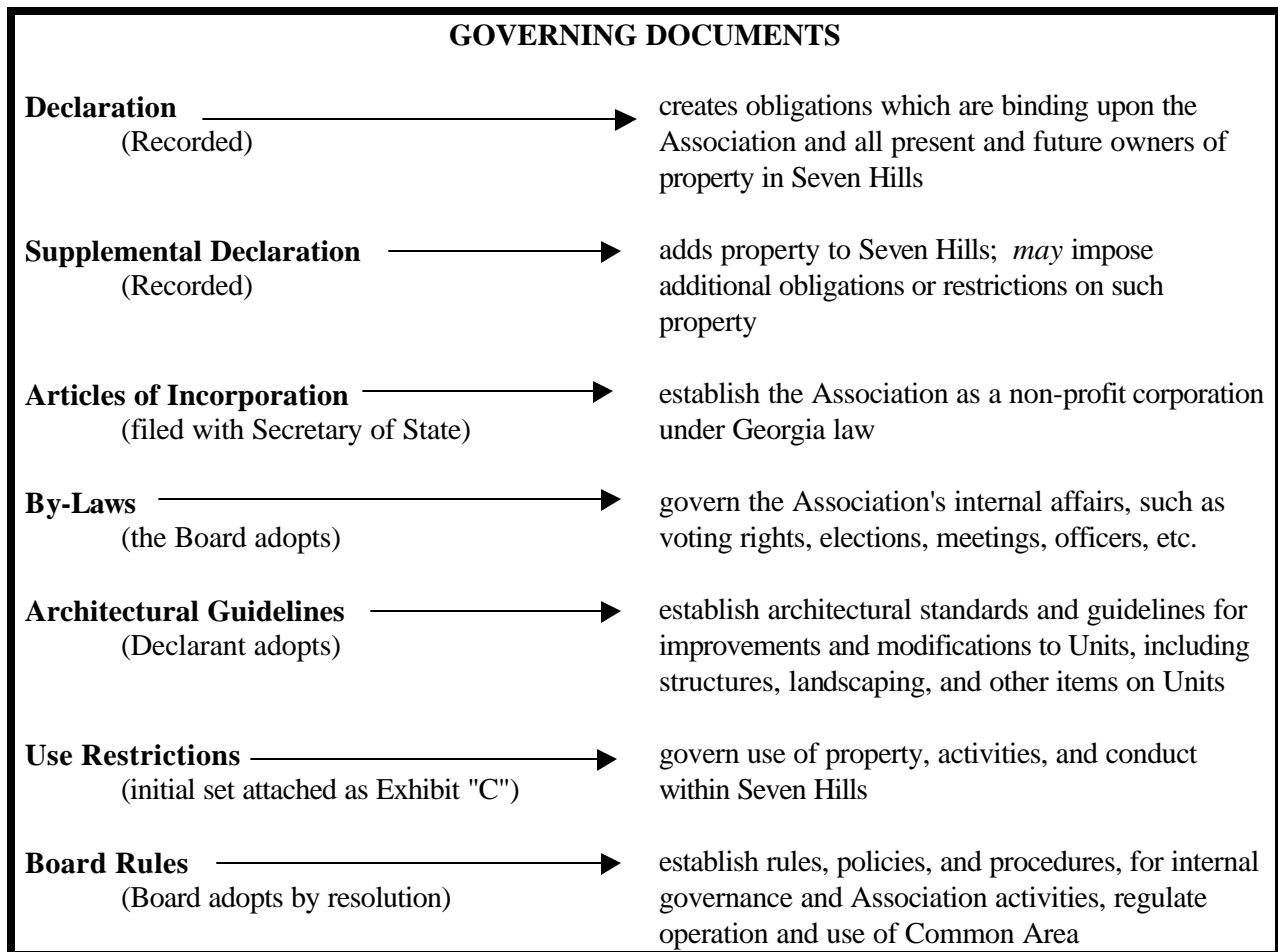 GOVERNING DOCUMENTS
Declaration
(Recorded)
creates obligations which are binding upon the
Association and all present and future owners of
property in Seven Hills
Supplemental Declaration
(Recorded)
adds property to Seven Hills; may impose
additional obligations or restrictions on such
property
Articles of Incorporation
(filed with Secretary of State)
establish the Association as a non-profit corporation
under Georgia law
By-Laws
(the Board adopts)
govern the Association's internal affairs, such as
voting rights, elections, meetings, officers, etc.
Architectural Guidelines
(Declarant adopts)
establish architectural standards and guidelines for
improvements and modifications to Units, including
structures, landscaping, and other items on Units
Use Restrictions
(initial set attached as Exhibit "C")
govern use of property, activities, and conduct
within Seven Hills
Board Rules
(Board adopts by resolution)
establish rules, policies, and procedures, for internal
governance and Association activities, regulate
operation and use of Common Area